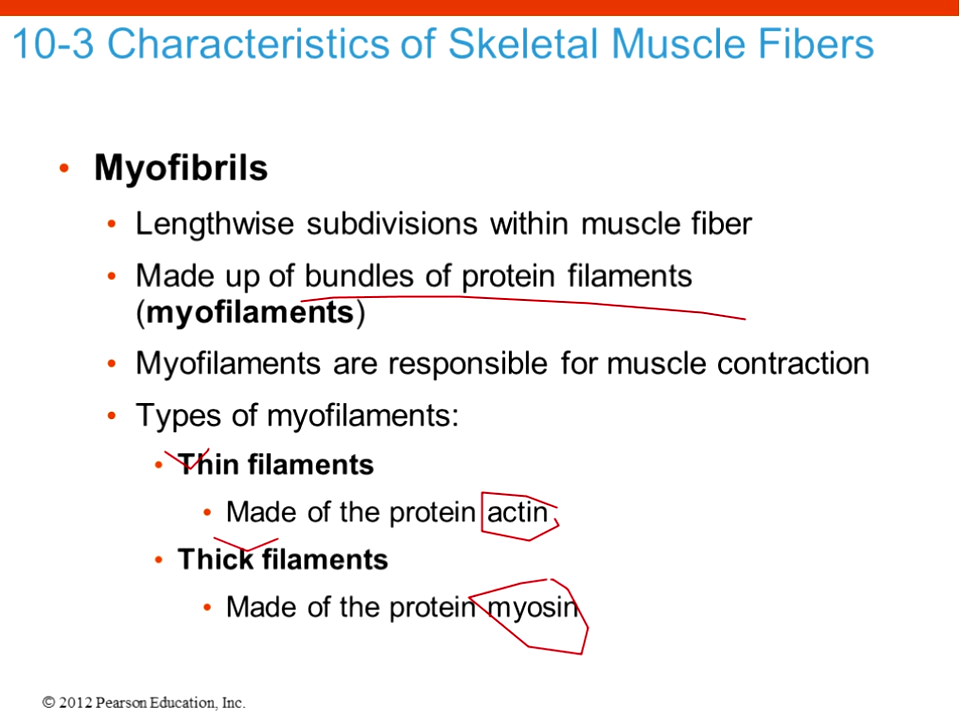 10-3 Characteristics of Skeletal Muscle Fibers
• Myofibrils
• Lengthwise subdivisions within muscle fiber
• Made up of bundles of protein filaments
(myofilaments)
• Myofilaments are responsible for muscle contraction
• Types of myofilaments:
• Thin filaments
• Made of the protein actin
• Thick filaments
• Made of the protein myosin
© 2012 Pearson Education, Inc.